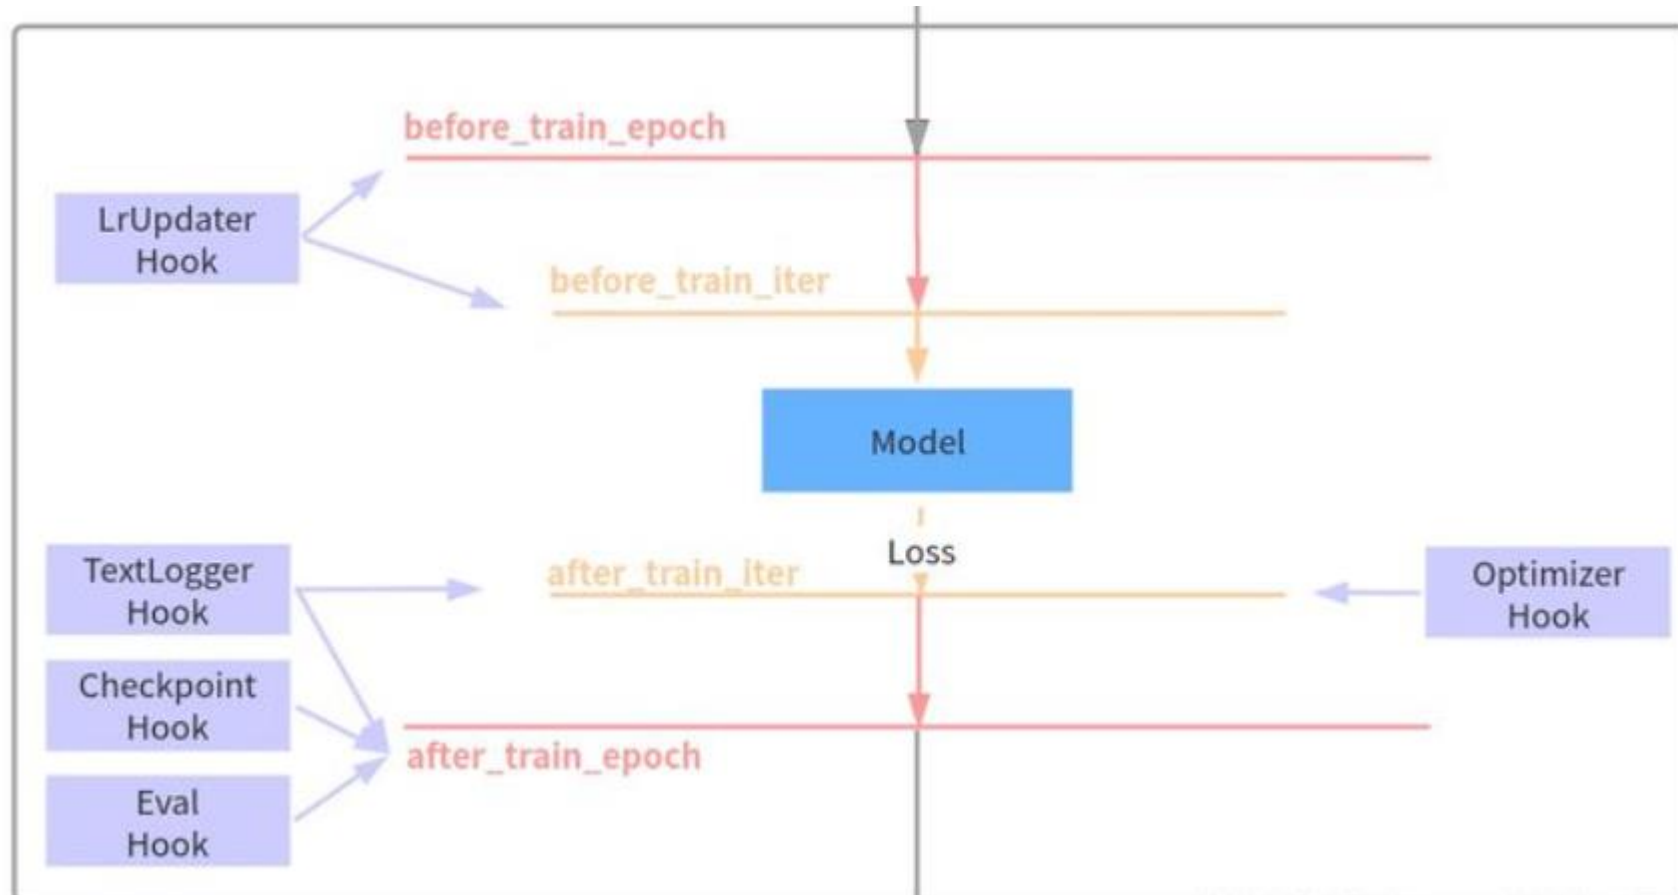 before_train_epoch
LrUpdater
Hook
before_train_iter
Model
Loss
TextLogger
Hook
after_train_iter
Optimizer
Hook
Checkpoint
Hook
after_train_epoch
Eval
Hook